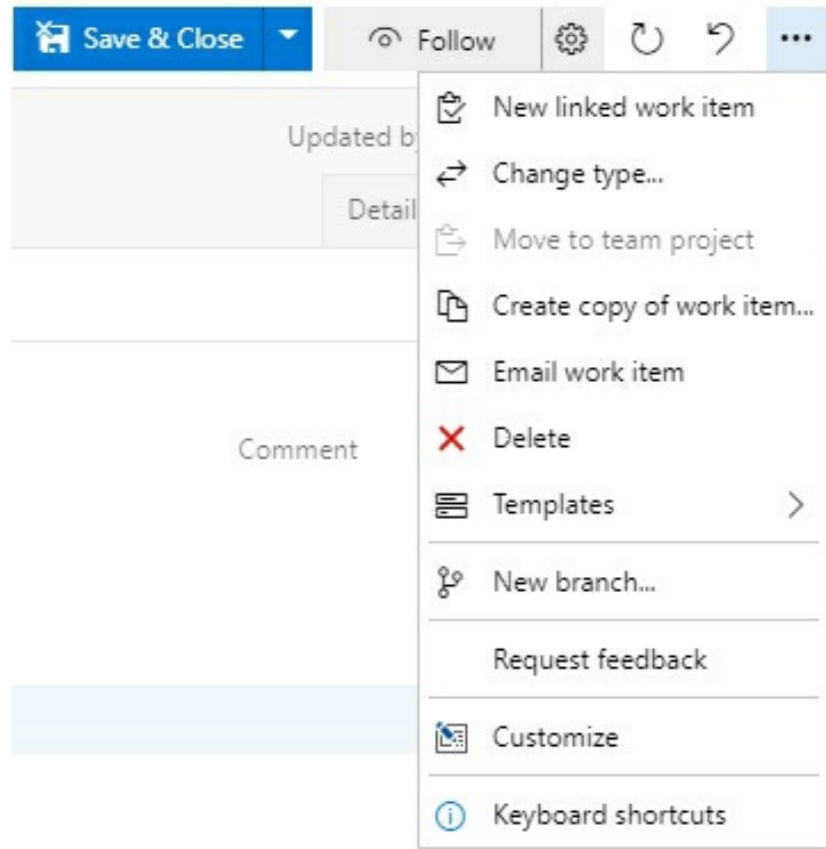 Save & Close
Follow
New linked work item
Updated
Change type...
Detail
Move to team project
Create copy of work item...
Email work item
Delete
Comment
Templates
New branch...
Request feedback
Customize
Keyboard shortcuts